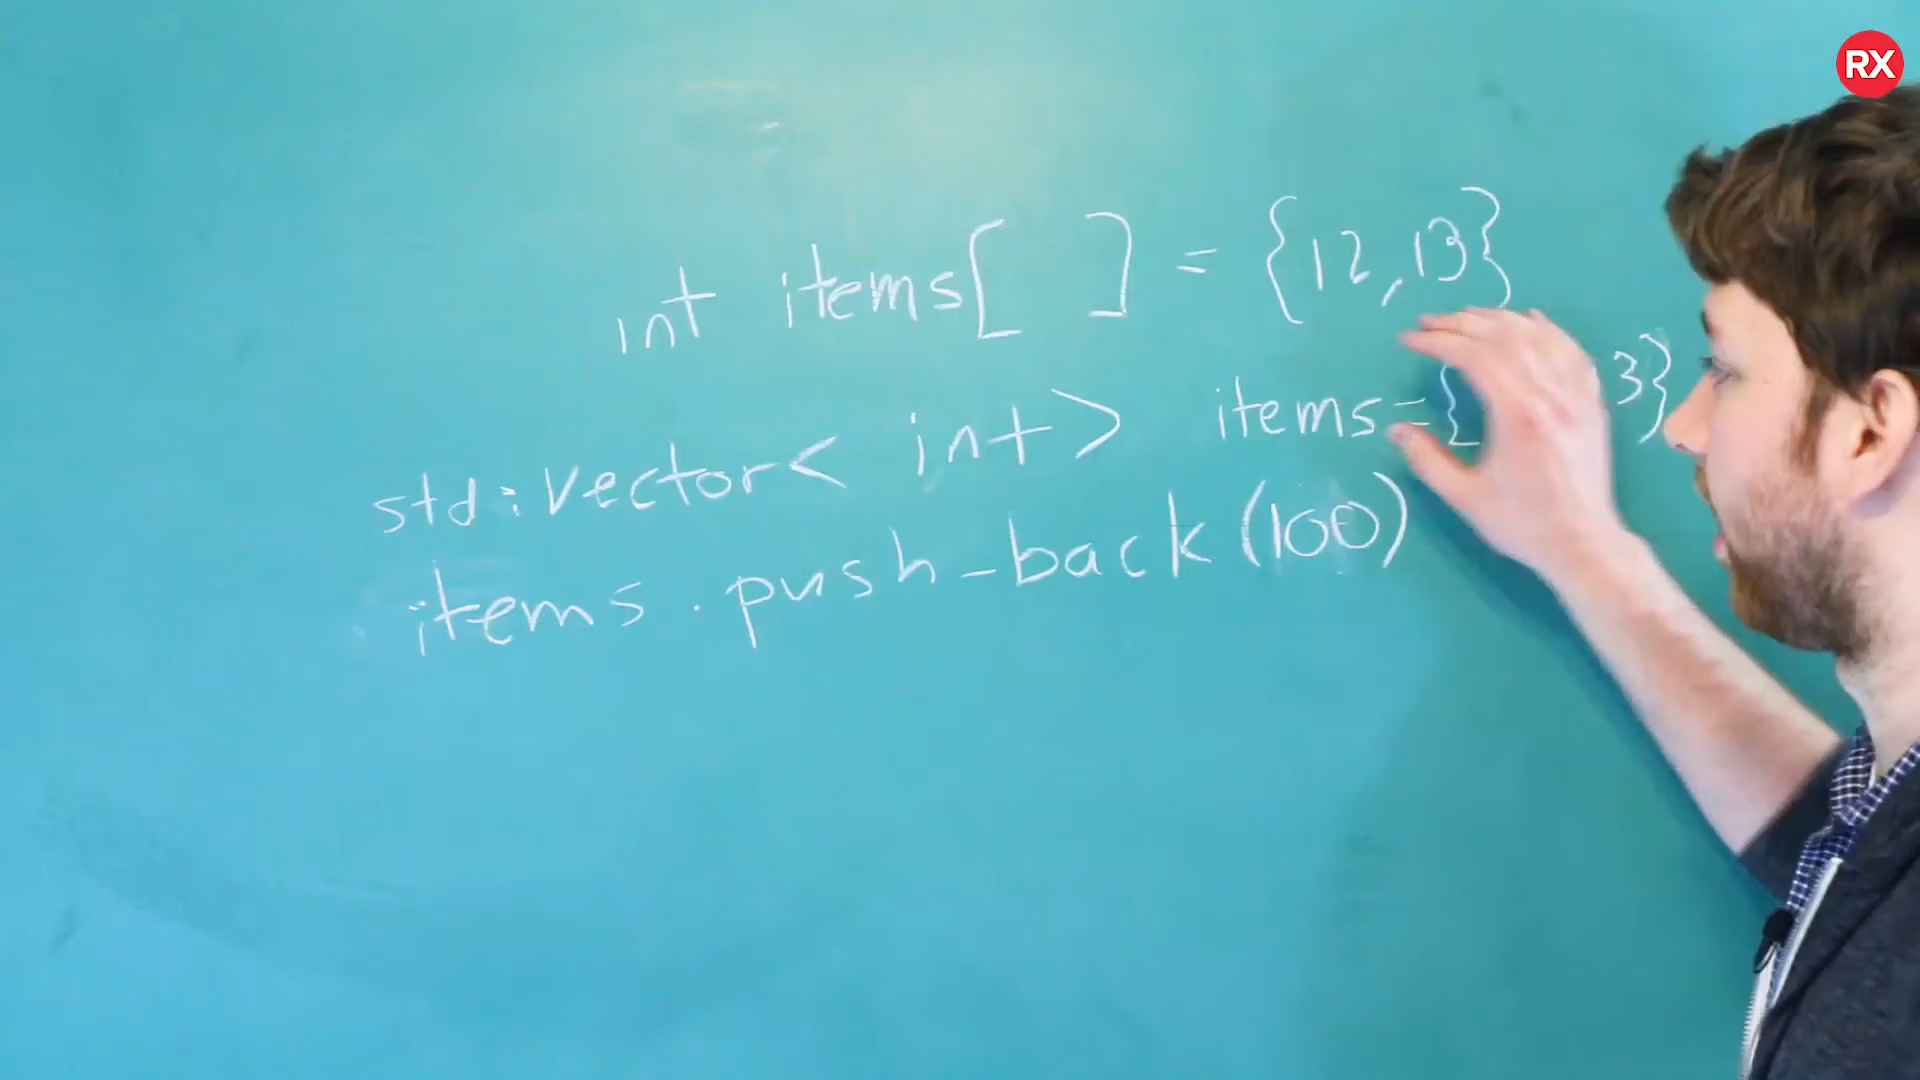 RX
int items[ ] = {12,13}
std:vector< int> items={ 3}
items.push_back(100)